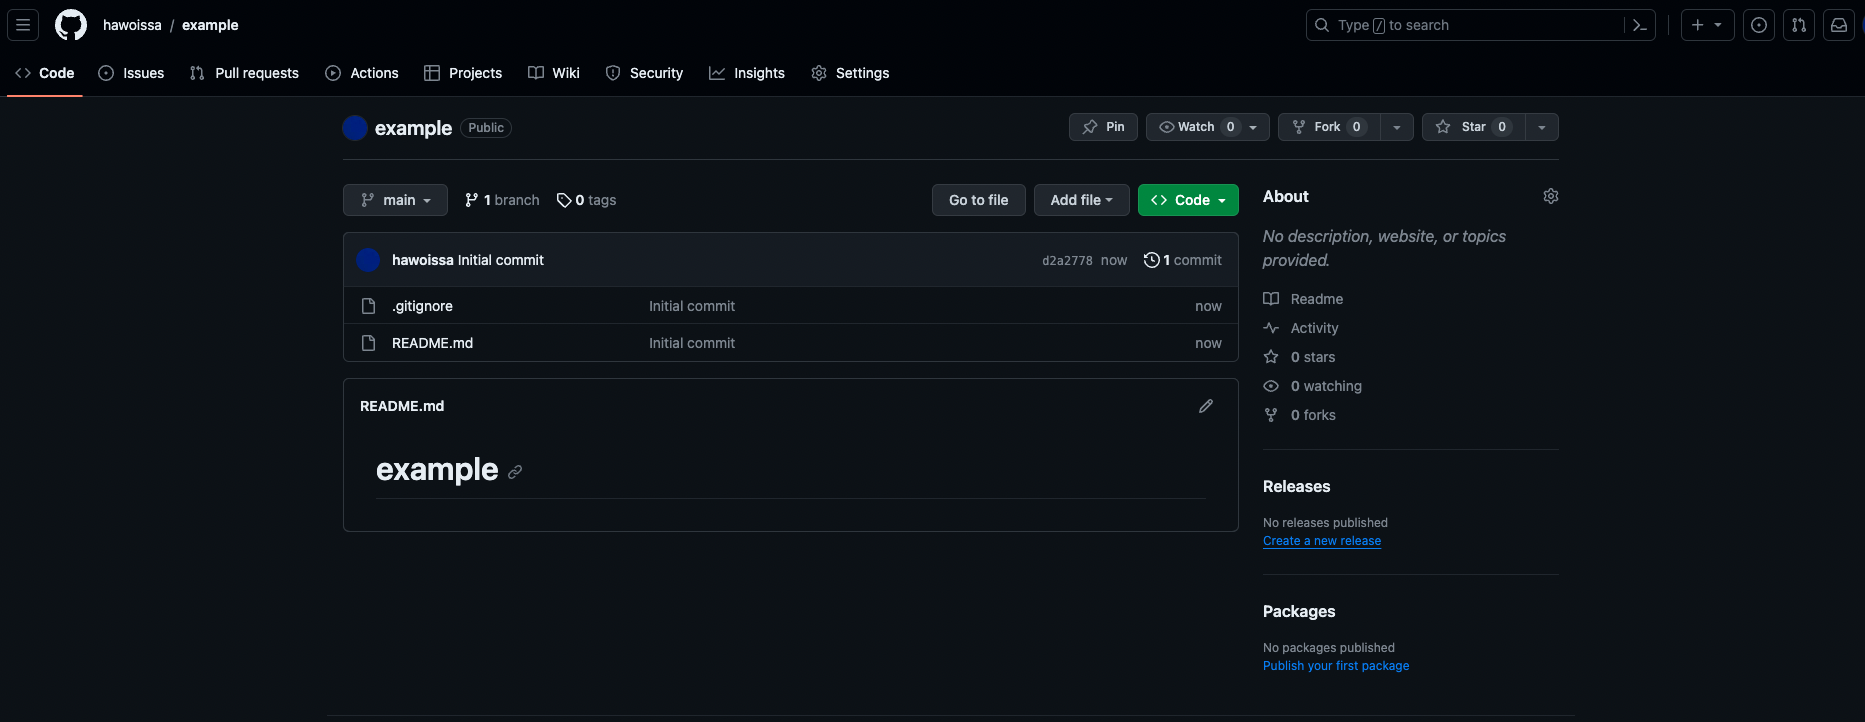 hawoissa / example
Type / to search
Code Issues Pull requests Actions Projects Wiki Security Insights Settings
example Public
Pin Watch 0 Fork 0 Star 0
main 1 branch 0 tags Go to file Add file Code
hawoissa Initial commit d2a2778 now 1 commit
.gitignore Initial commit now
README.md Initial commit now
README.md
example
About
No description, website, or topics
provided.
Readme
Activity
0 stars
0 watching
0 forks
Releases
No releases published
Create a new release
Packages
No packages published
Publish your first package